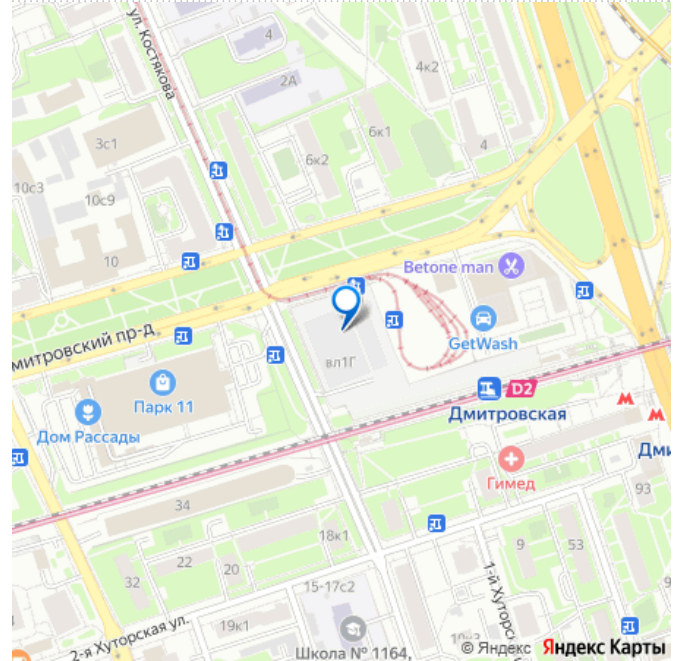 4
ул. Костякова
2А
4к2
3с1
6к1
6к2
4
10с3
10с9
10
Betone man
митровский пр-д
GetWash
вл1Г
Парк 11
D2
Дмитровская
Дом Рассады
Дми
Гимед
93
34
18к1
9
53
22
20
32
15-17с2
1-й Хуторс
19к1
2-я Хуторская ул.
Школа № 1164,
© Яндекс Яндекс Карты